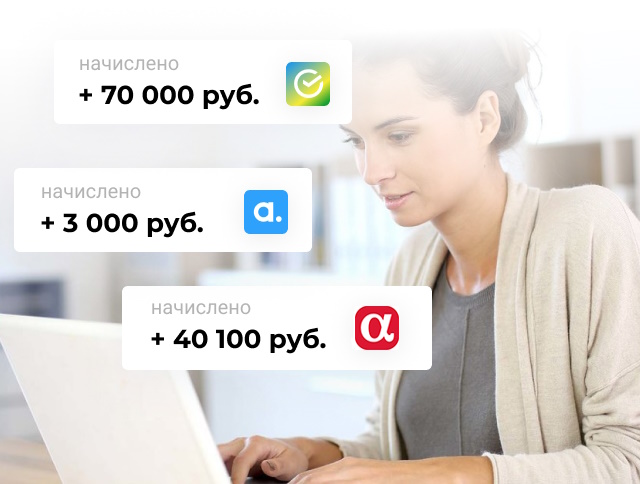 начислено
+ 70 000 руб.
начислено
+ 3 000 руб.
a.
начислено
+ 40 100 руб.
α